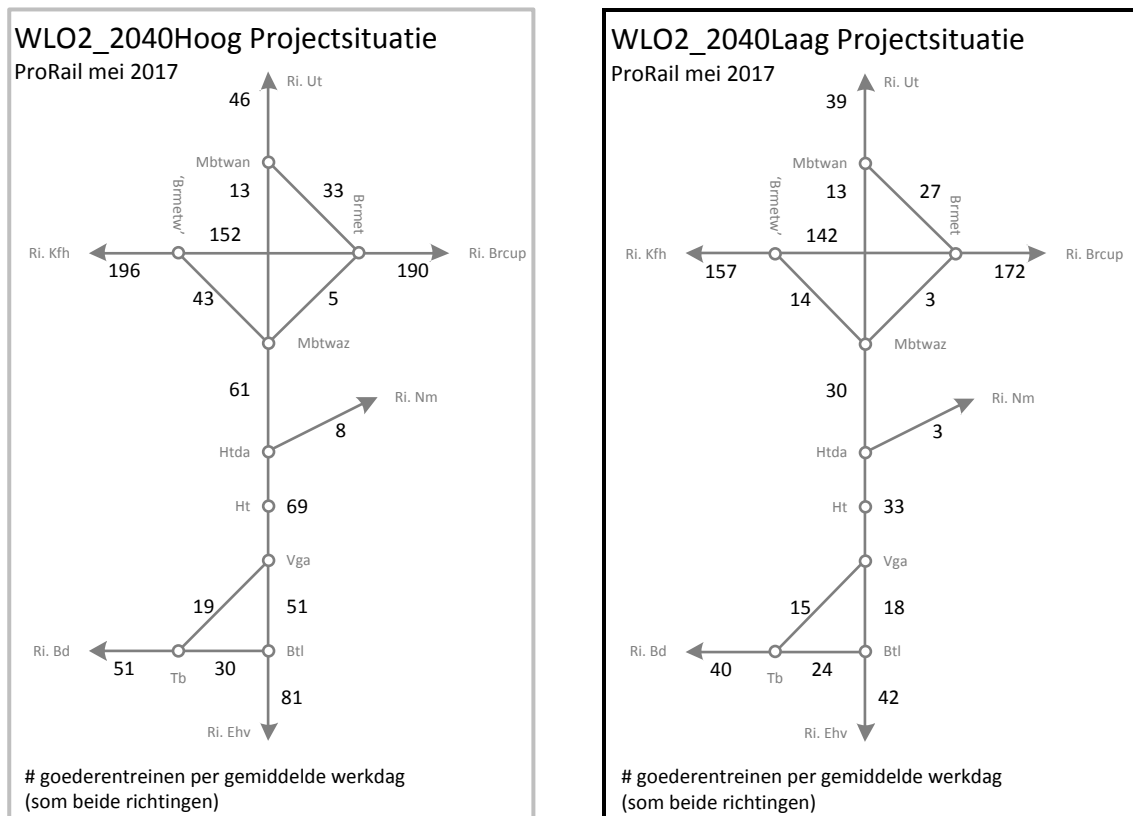 WLO2_2040Hoog Projectsituatie
ProRail mei 2017
Ri. Ut
46
Mbtwan
'Brmetw'
13
33
Brmet
152
Ri. Kfh
Ri. Brcup
196
190
43
5
Mbtwaz
61
Ri. Nm
8
Htda
Ht
69
Vga
19
51
Ri. Bd
Btl
51
30
Tb
81
Ri. Ehv
# goederentreinen per gemiddelde werkdag
(som beide richtingen)
WLO2_2040Laag Projectsituatie
ProRail mei 2017
Ri. Ut
39
Mbtwan
'Brmetw'
13
27
Brmet
142
Ri. Kfh
Ri. Brcup
157
172
14
3
Mbtwaz
30
Ri. Nm
3
Htda
Ht
33
Vga
15
18
Ri. Bd
Btl
40
24
Tb
42
Ri. Ehv
# goederentreinen per gemiddelde werkdag
(som beide richtingen)